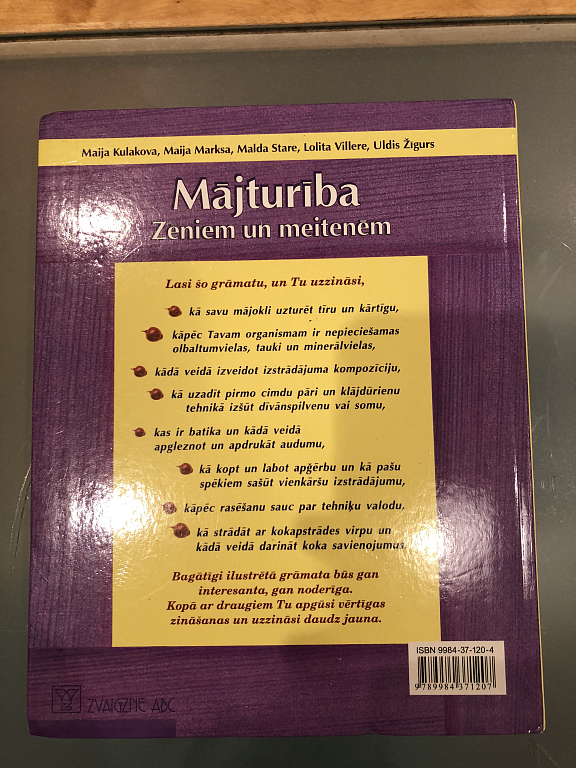 Maija Kulakova, Maija Marksa, Malda Stare, Lolita Villere, Uldis Žigurs
Mājturība
Zēniem un meitenēm
Lasi šo grāmatu, un Tu uzzināsi,
kā savu mājokli uzturēt tīru un kārtīgu,
kāpēc Tavam organismam ir nepieciešamas
olbaltumvielas, tauki un minerālvielas,
kādā veidā izveidot izstrādājuma kompozīciju,
kā uzadīt pirmo cimdu pāri un klājdūrienu
tehnikā izšūt dīvānspilvenu vai somu,
kas ir batika un kādā veidā
apgleznot un apdrukāt audumu,
kā kopt un labot apģērbu un kā pašu
spēkiem sašūt vienkāršu izstrādājumu,
kāpēc rasēšanu sauc par tehniķu valodu,
kā strādāt ar kokapstrādes virpu un
kādā veidā darināt koka savienojumus.
Bagātīgi ilustrētā grāmata būs gan
interesanta, gan noderīga.
Kopā ar draugiem Tu apgūsi vērtīgas
zināšanas un uzzināsi daudz jauna.
ISBN 9984-37-120-4
9789984371207
ZVAIGZNE ABC